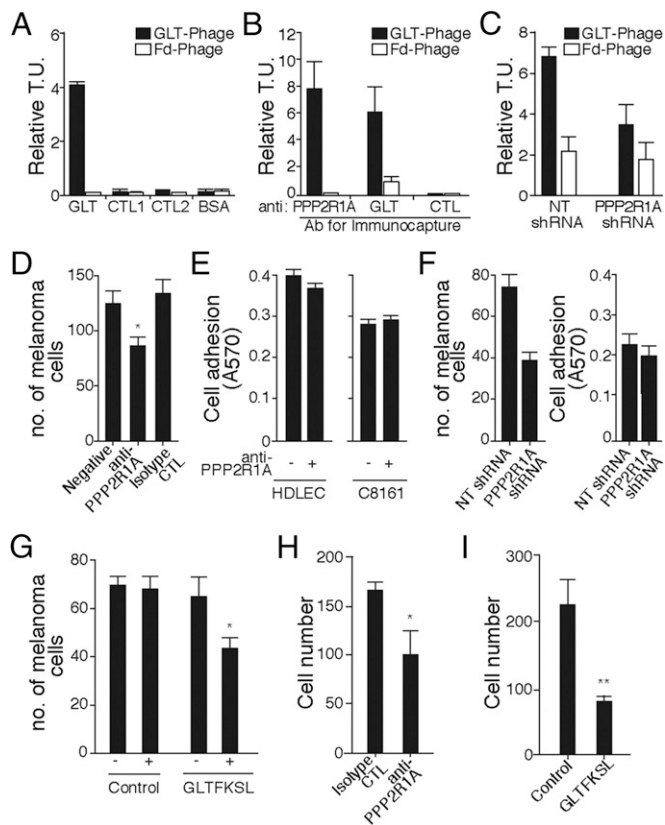 A
GLT-Phage
Fd-Phage
Relative T.U.
6
4
2
0
GLT CTL1 CTL2 BSA
B
GLT-Phage
Fd-Phage
Relative T.U.
12
10
8
6
4
2
0
anti: PPP2R1A GLT CTL
Ab for Immunocapture
C
GLT-Phage
Fd-Phage
Relative T.U.
8
6
4
2
0
NT shRNA
PPP2R1A shRNA
D
no. of melanoma cells
150
100
50
0
*
Negative
anti-PPP2R1A
Isotype CTL
E
Cell adhesion (A570)
0.4
0.3
0.2
0.1
0
anti-PPP2R1A
- + - +
HDLEC C8161
F
no. of melanoma cells
80
60
40
20
0
NT shRNA
PPP2R1A shRNA
Cell adhesion (A570)
0.4
0.3
0.2
0.1
0
NT shRNA
PPP2R1A shRNA
G
no. of melanoma cells
80
60
40
20
0
*
- + - +
Control GLTFKSL
H
Cell number
200
150
100
50
0
*
Isotype CTL
anti-PPP2R1A
I
Cell number
300
200
100
0
**
Control
GLTFKSL